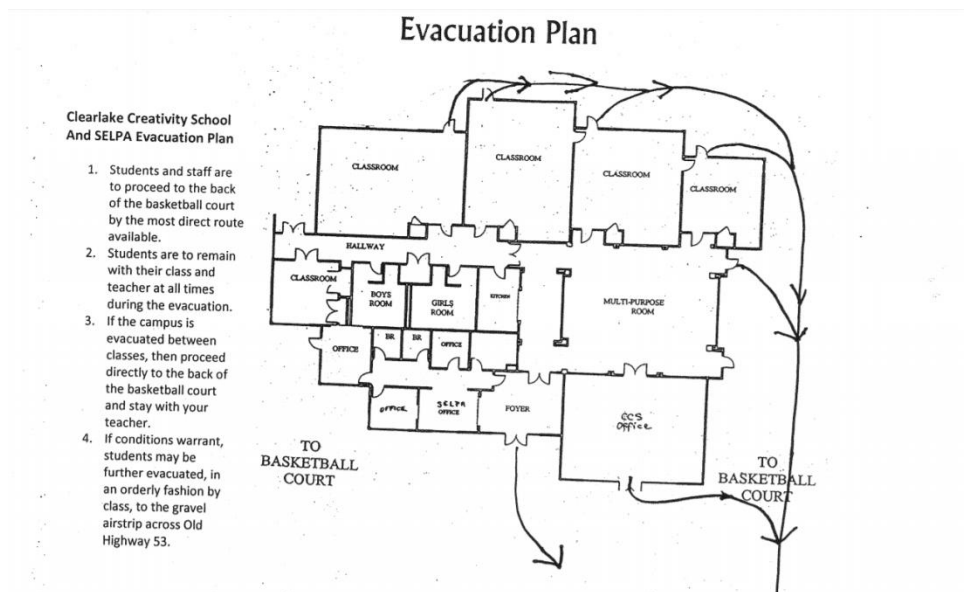 Evacuation Plan
Clearlake Creativity School
And SELPA Evacuation Plan
1. Students and staff are
to proceed to the back
of the basketball court
by the most direct route
available.
2. Students are to remain
with their class and
teacher at all times
during the evacuation.
3. If the campus is
evacuated between
classes, then proceed
directly to the back of
the basketball court
and stay with your
teacher.
4. If conditions warrant,
students may be
further evacuated, in
an orderly fashion by
class, to the gravel
airstrip across Old
Highway 53.
CLASSROOM
CLASSROOM
CLASSROOM
CLASSROOM
HALLWAY
CLASSROOM
BOYS
ROOM
GIRLS
ROOM
KITCHEN
MULTI-PURPOSE
ROOM
OFFICE
BR
BR
OFFICE
OFFICE
SELPA
OFFICE
FOYER
CCS
Office
TO
BASKETBALL
COURT
TO
BASKETBALL
COURT